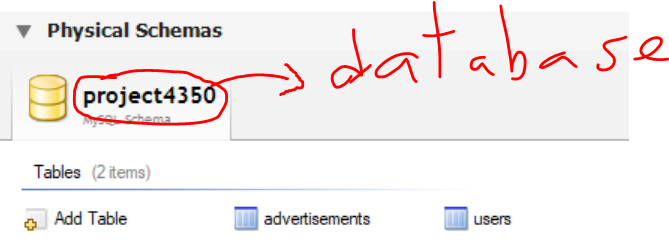 Physical Schemas
database
project4350
MySQL Schema
Tables (2 items)
Add Table advertisements users